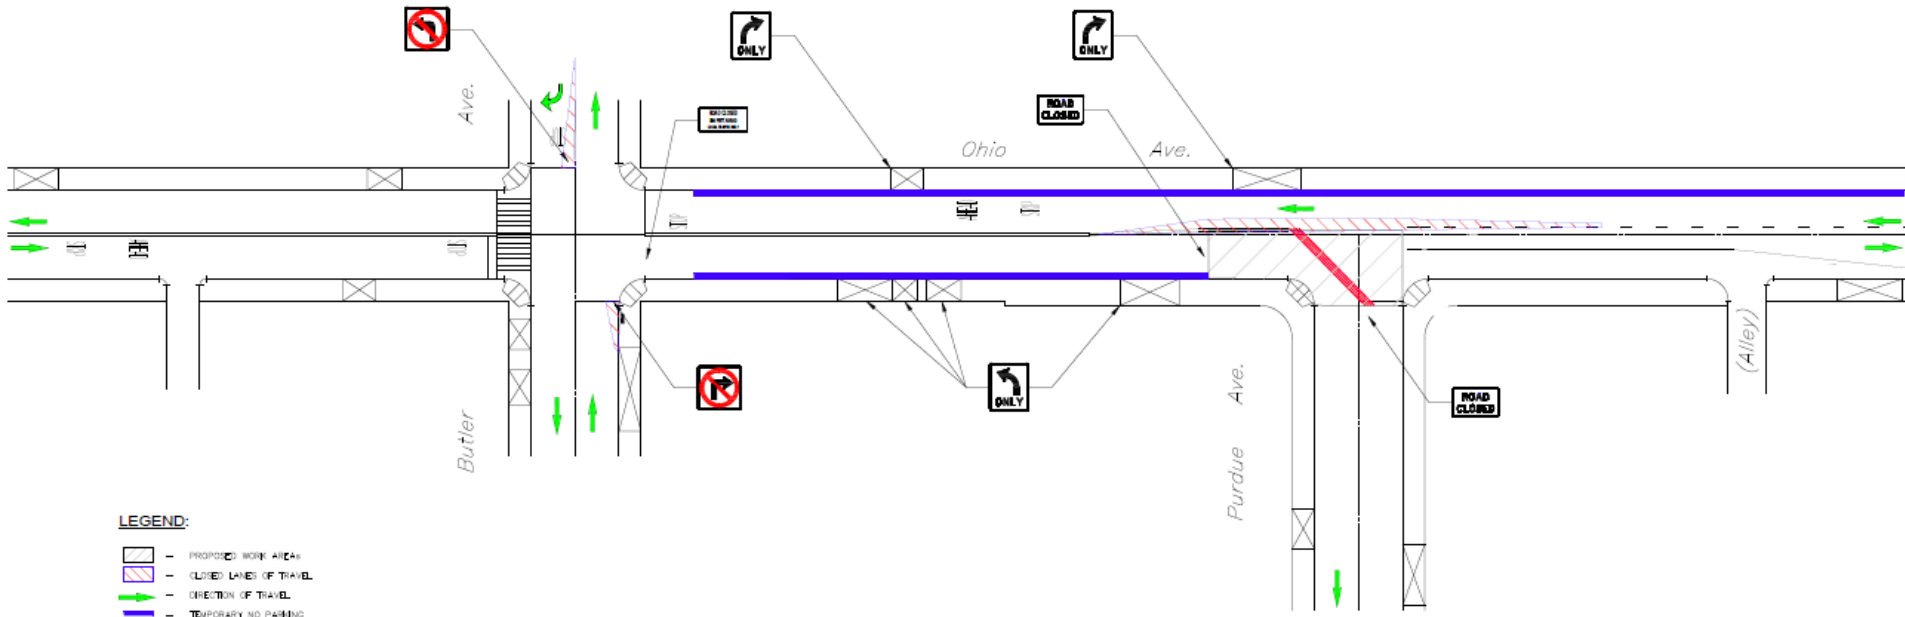 ONLY
ONLY
ROAD
CLOSED
Ave.
Ohio Ave.
ONLY
ROAD
CLOSED
Butler
Purdue Ave.
(Alley)
LEGEND:
– PROPOSED WORK AREAs
– CLOSED LANES OF TRAVEL
– DIRECTION OF TRAVEL
– TEMPORARY NO PARKING